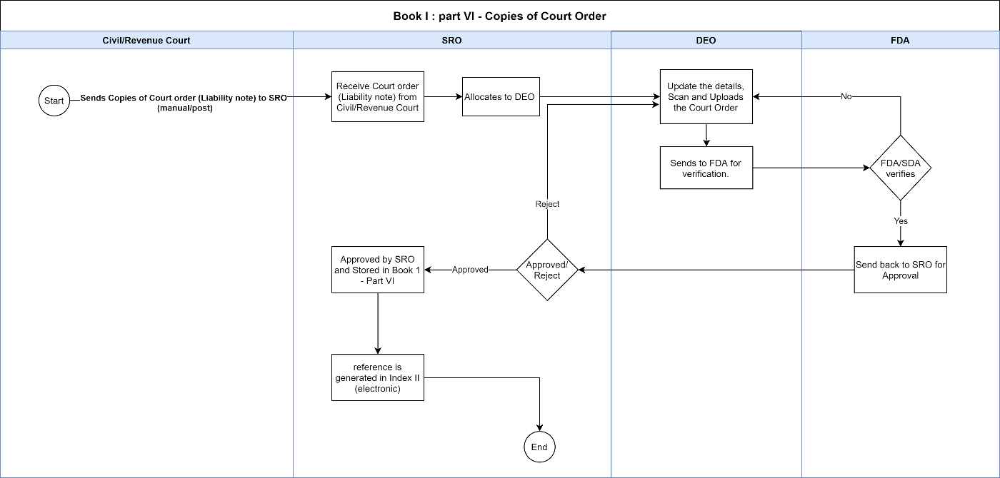 Book I : part VI - Copies of Court Order
Civil/Revenue Court
SRO
DEO
FDA
Start
Sends Copies of Court order (Liability note) to SRO
(manual/post)
Receive Court order
(Liability note) from
Civil/Revenue Court
Allocates to DEO
Update the details,
Scan and Uploads
the Court Order
No
Sends to FDA for
verification.
FDA/SDA
verifies
Reject
Yes
Approved by SRO
and Stored in Book 1
- Part VI
Approved
Approved/
Reject
Send back to SRO for
Approval
reference is
generated in Index II
(electronic)
End